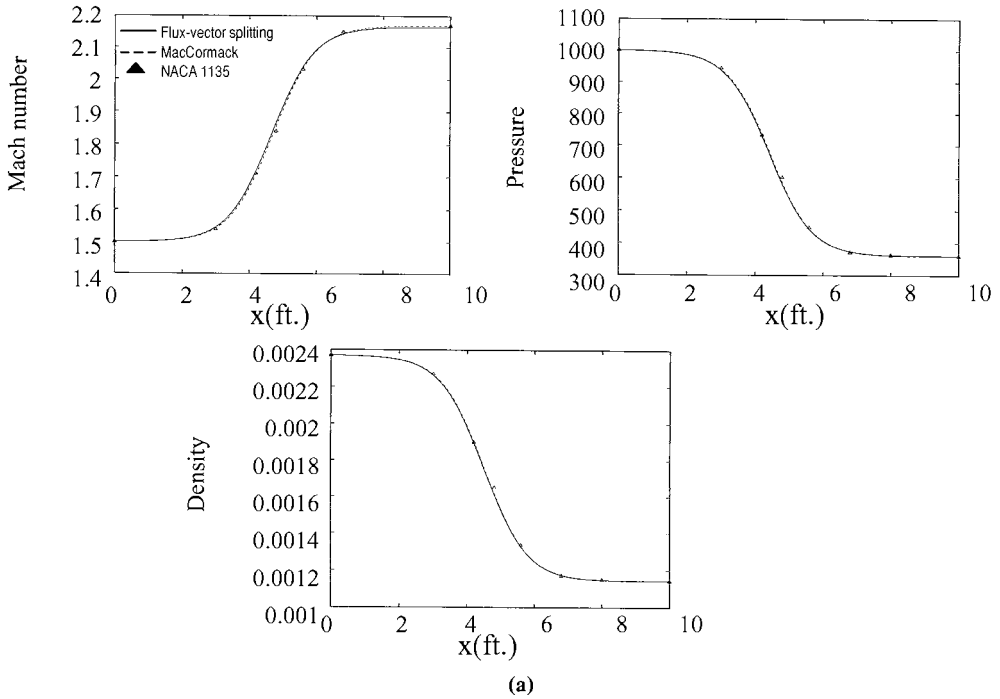 2.2
2.1
2
1.9
1.8
1.7
1.6
1.5
1.4
Mach number
Flux-vector splitting
MacCormack
NACA 1135
0 2 4 6 8 10
x(ft.)
1100
1000
900
800
700
600
500
400
300
Pressure
0 2 4 6 8 10
x(ft.)
0.0024
0.0022
0.002
0.0018
0.0016
0.0014
0.0012
0.001
Density
0 2 4 6 8 10
x(ft.)
(a)